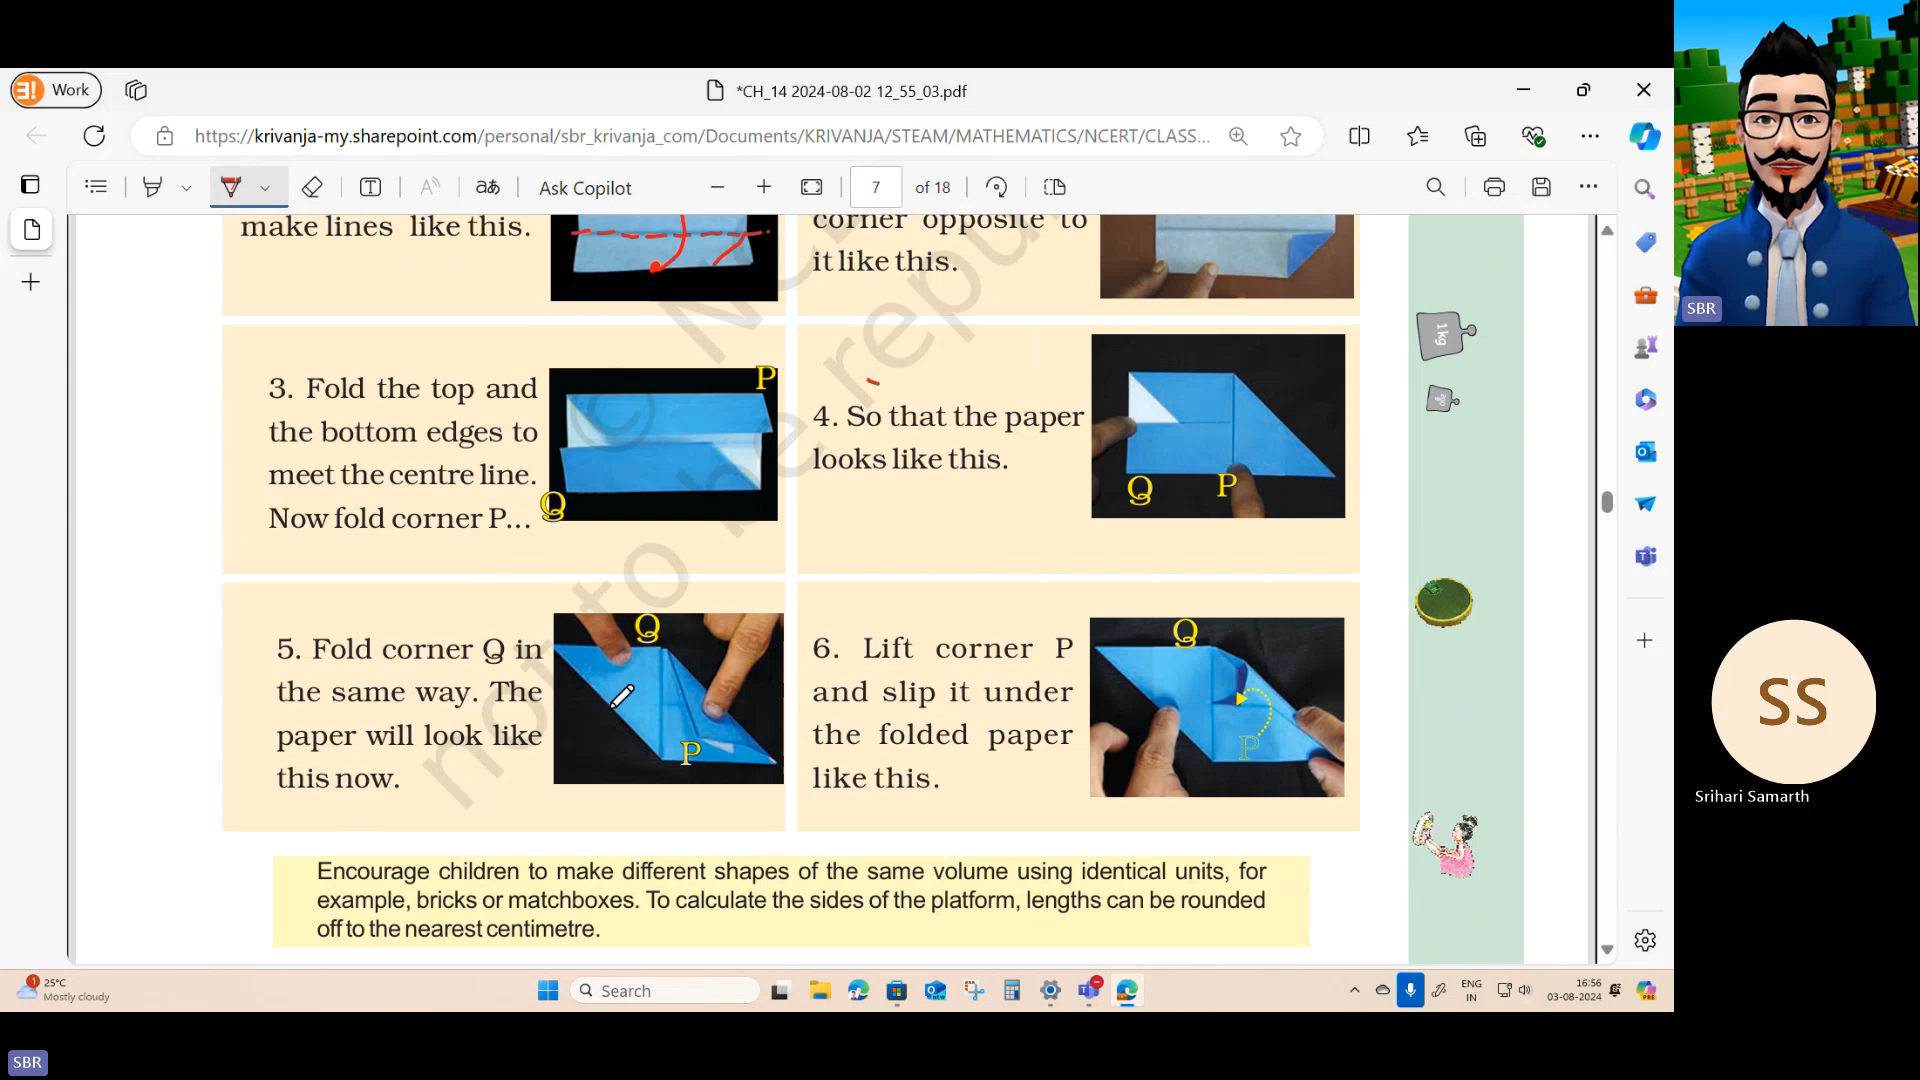 Work
*CH_14 2024-08-02 12_55_03.pdf
https://krivanja-my.sharepoint.com/personal/sbr_krivanja_com/Documents/KRIVANJA/STEAM/MATHEMATICS/NCERT/CLASS...
Ask Copilot
7 of 18
make lines like this.
corner opposite to
it like this.
3. Fold the top and
the bottom edges to
meet the centre line.
Now fold corner P...
P
Q
4. So that the paper
looks like this.
Q P
5. Fold corner Q in
the same way. The
paper will look like
this now.
Q
P
6. Lift corner P
and slip it under
the folded paper
like this.
Q
P
not to be repu
1 kg
Encourage children to make different shapes of the same volume using identical units, for
example, bricks or matchboxes. To calculate the sides of the platform, lengths can be rounded
off to the nearest centimetre.
SBR
SS
Srihari Samarth
1
25°C
Mostly cloudy
Search
ENG
IN
16:56
03-08-2024
SBR